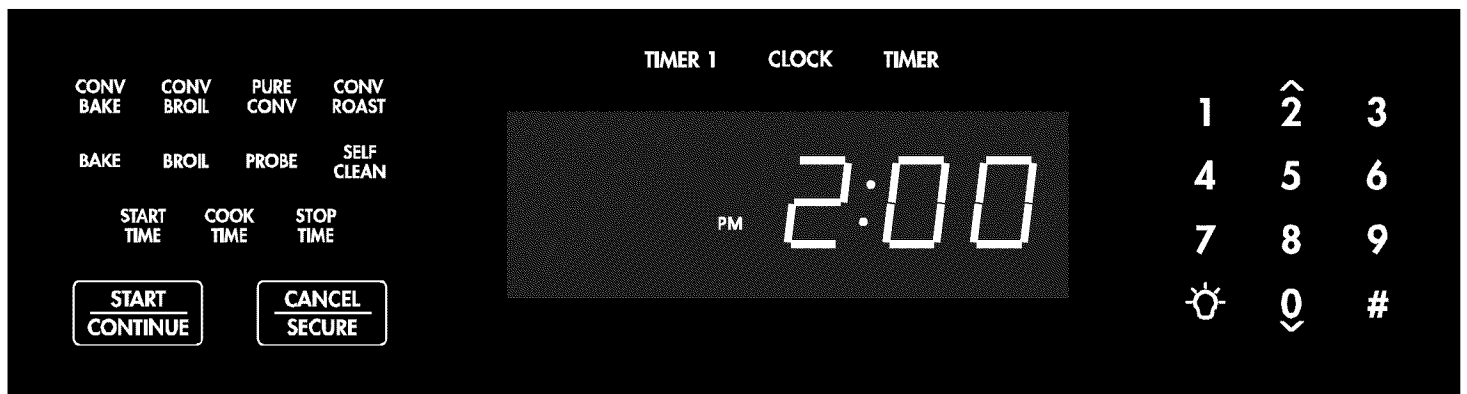 TIMER 1 CLOCK TIMER
CONV BAKE
CONV BROIL
PURE CONV
CONV ROAST
BAKE
BROIL
PROBE
SELF CLEAN
START TIME
COOK TIME
STOP TIME
START
CONTINUE
CANCEL
SECURE
PM 2:00
1 2 3
4 5 6
7 8 9
0 #